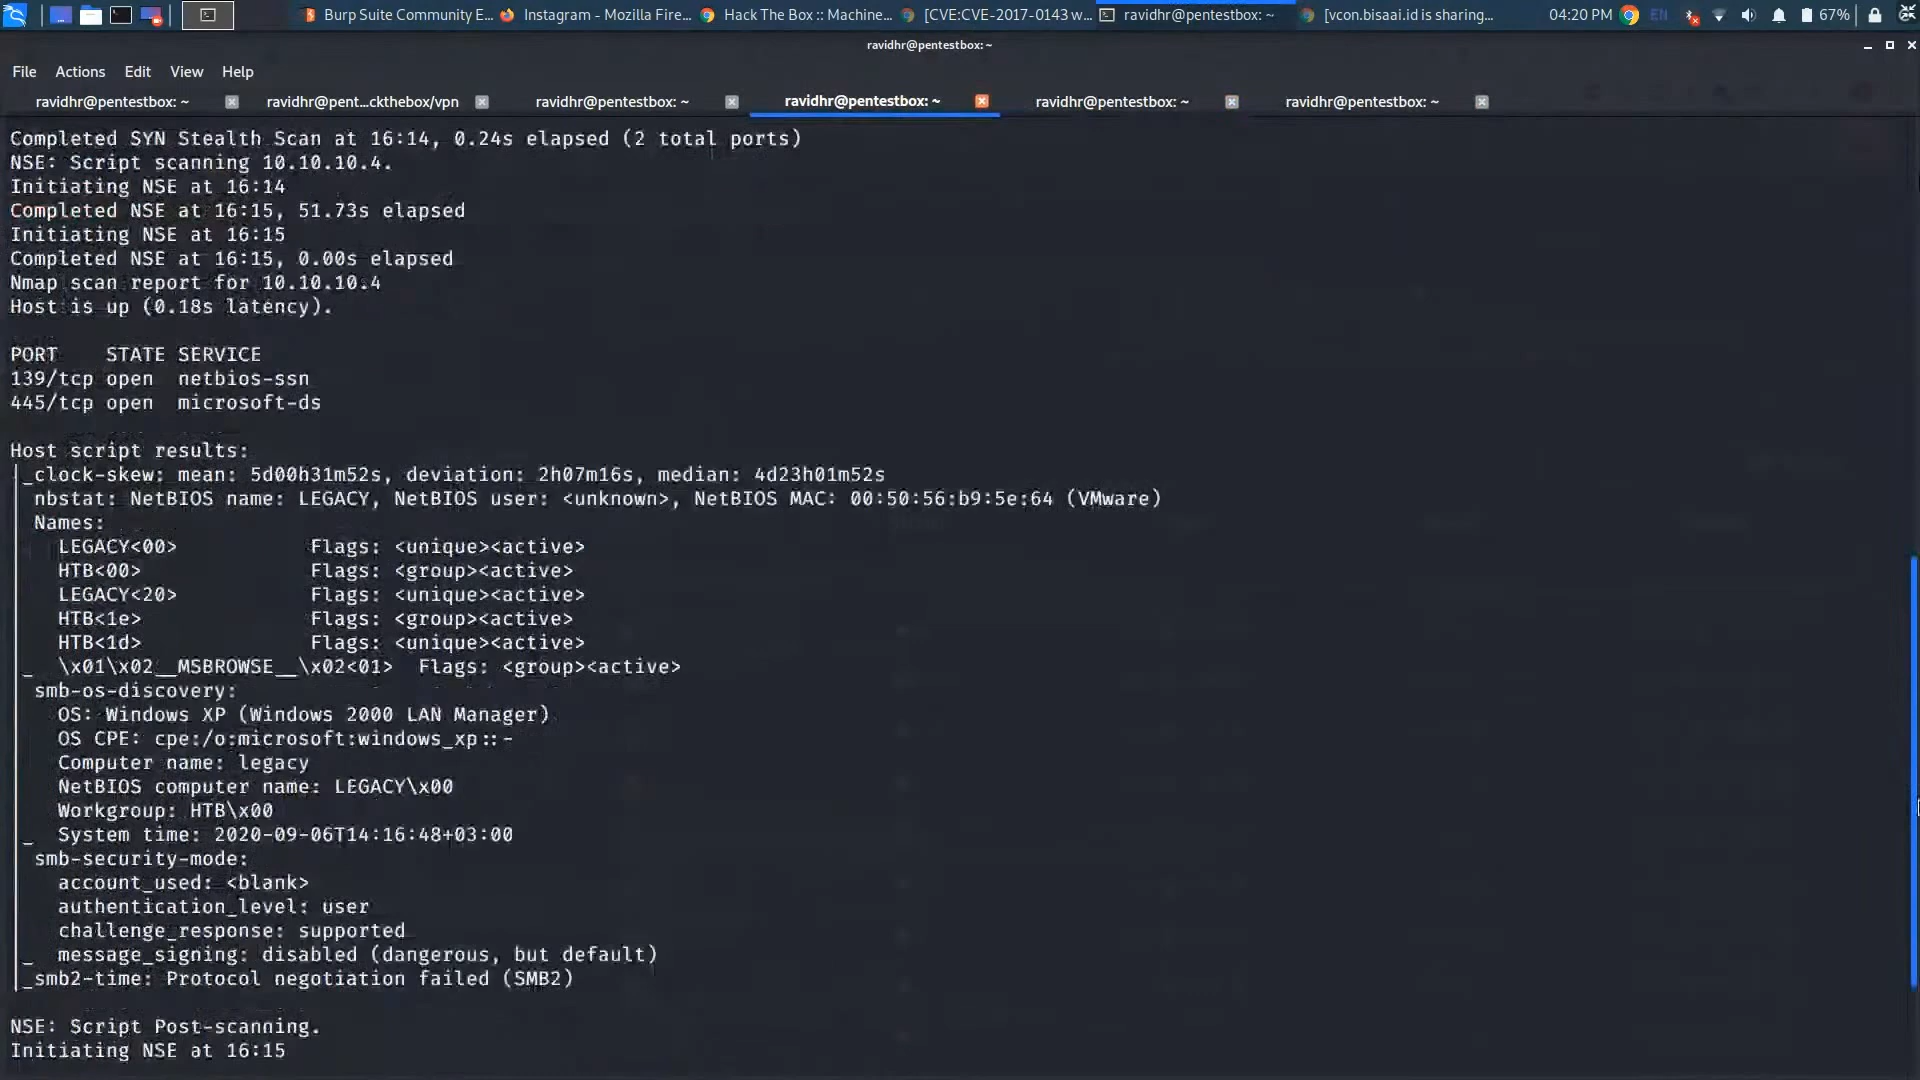 Burp Suite Community E...
Instagram - Mozilla Fire...
Hack The Box :: Machine...
[CVE:CVE-2017-0143 w...
ravidhr@pentestbox: ~
[vcon.bisaai.id is sharing...
04:20 PM
EN
67%
ravidhr@pentestbox: ~
File Actions Edit View Help
ravidhr@pentestbox: ~
ravidhr@pent...ckthebox/vpn
ravidhr@pentestbox: ~
ravidhr@pentestbox: ~
ravidhr@pentestbox: ~
ravidhr@pentestbox: ~
Completed SYN Stealth Scan at 16:14, 0.24s elapsed (2 total ports)
NSE: Script scanning 10.10.10.4.
Initiating NSE at 16:14
Completed NSE at 16:15, 51.73s elapsed
Initiating NSE at 16:15
Completed NSE at 16:15, 0.00s elapsed
Nmap scan report for 10.10.10.4
Host is up (0.18s latency).
PORT    STATE SERVICE
139/tcp open  netbios-ssn
445/tcp open  microsoft-ds
Host script results:
|_clock-skew: mean: 5d00h31m52s, deviation: 2h07m16s, median: 4d23h01m52s
| nbstat: NetBIOS name: LEGACY, NetBIOS user: <unknown>, NetBIOS MAC: 00:50:56:b9:5e:64 (VMware)
| Names:
|   LEGACY<00>           Flags: <unique><active>
|   HTB<00>              Flags: <group><active>
|   LEGACY<20>           Flags: <unique><active>
|   HTB<1e>              Flags: <group><active>
|   HTB<1d>              Flags: <unique><active>
|_  \x01\x02__MSBROWSE__\x02<01>  Flags: <group><active>
| smb-os-discovery:
|   OS: Windows XP (Windows 2000 LAN Manager)
|   OS CPE: cpe:/o:microsoft:windows_xp::-
|   Computer name: legacy
|   NetBIOS computer name: LEGACY\x00
|   Workgroup: HTB\x00
|_  System time: 2020-09-06T14:16:48+03:00
| smb-security-mode:
|   account_used: <blank>
|   authentication_level: user
|   challenge_response: supported
|_  message_signing: disabled (dangerous, but default)
|_smb2-time: Protocol negotiation failed (SMB2)
NSE: Script Post-scanning.
Initiating NSE at 16:15